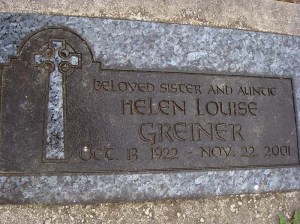 BELOVED SISTER AND AUNTIE
HELEN LOUISE
GREINER
OCT. 13 1922 - NOV. 22 2001